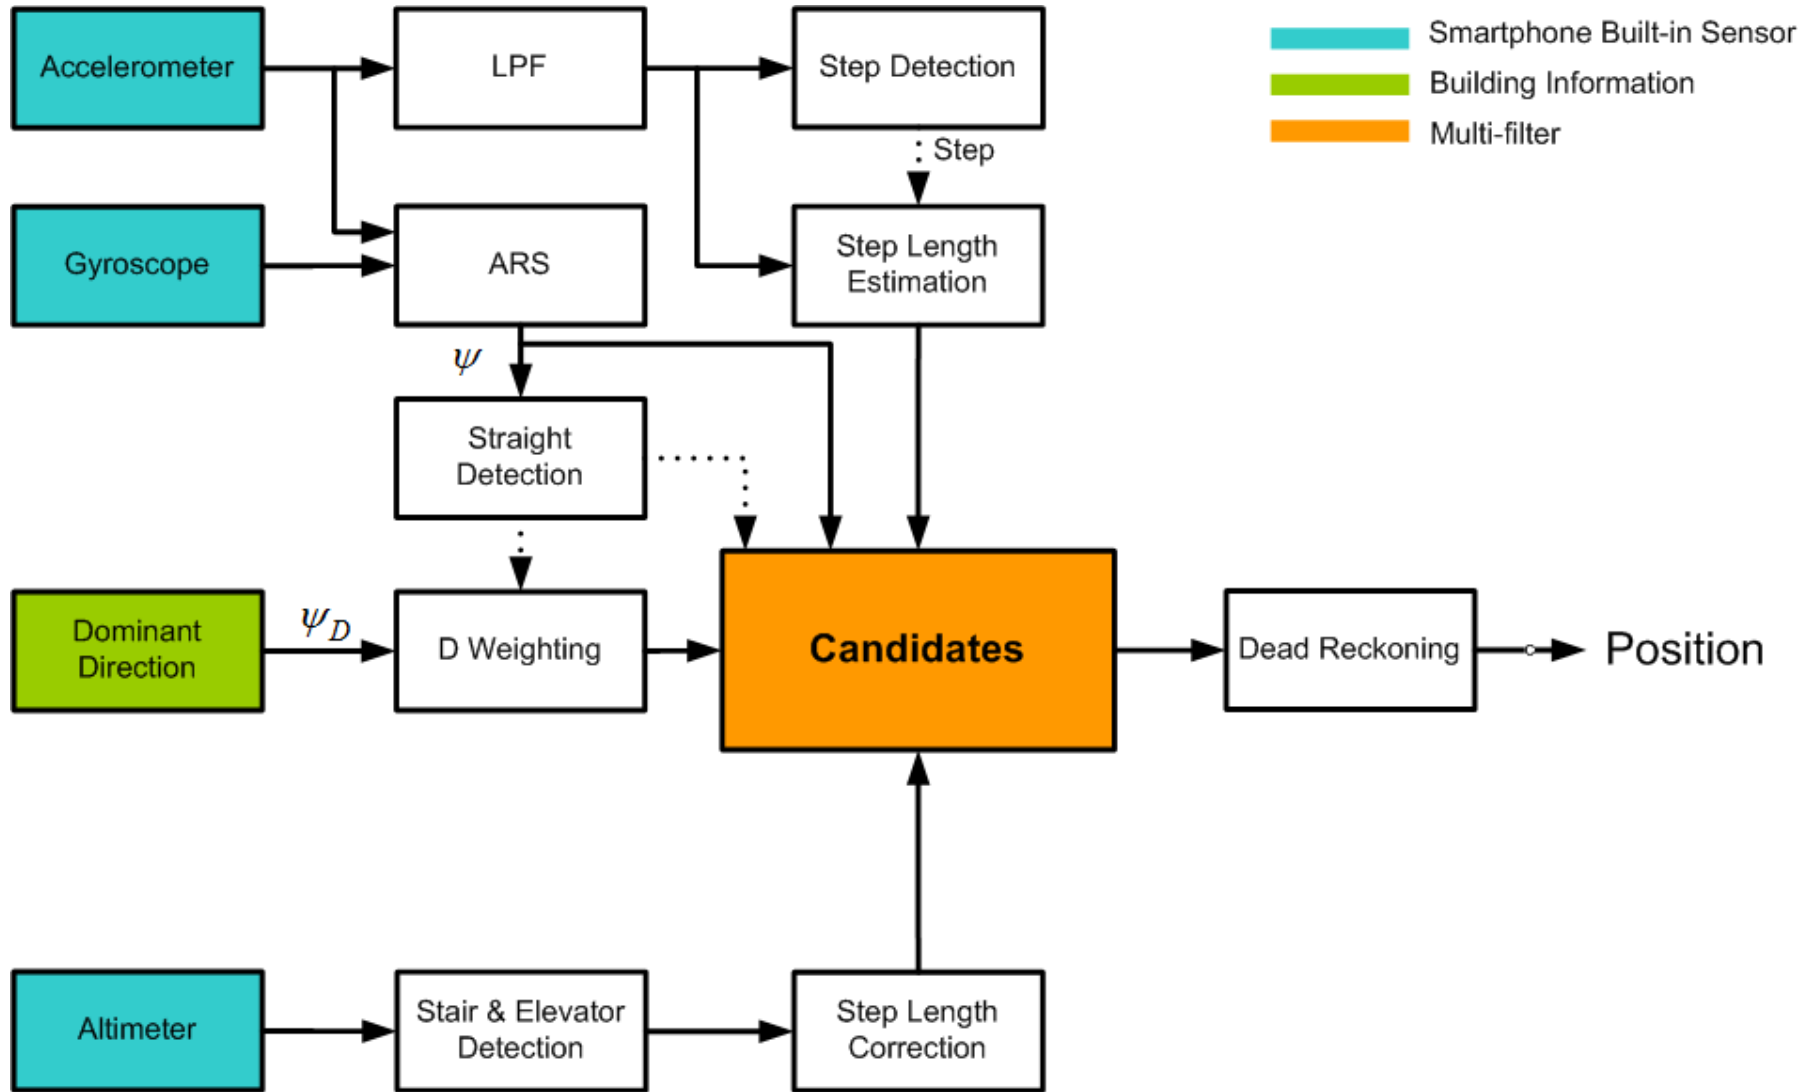 Accelerometer
LPF
Step Detection
Smartphone Built-in Sensor
Building Information
Multi-filter
Step
Gyroscope
ARS
Step Length
Estimation
ψ
Straight
Detection
Dominant
Direction
ψD
D Weighting
Candidates
Dead Reckoning
Position
Altimeter
Stair & Elevator
Detection
Step Length
Correction